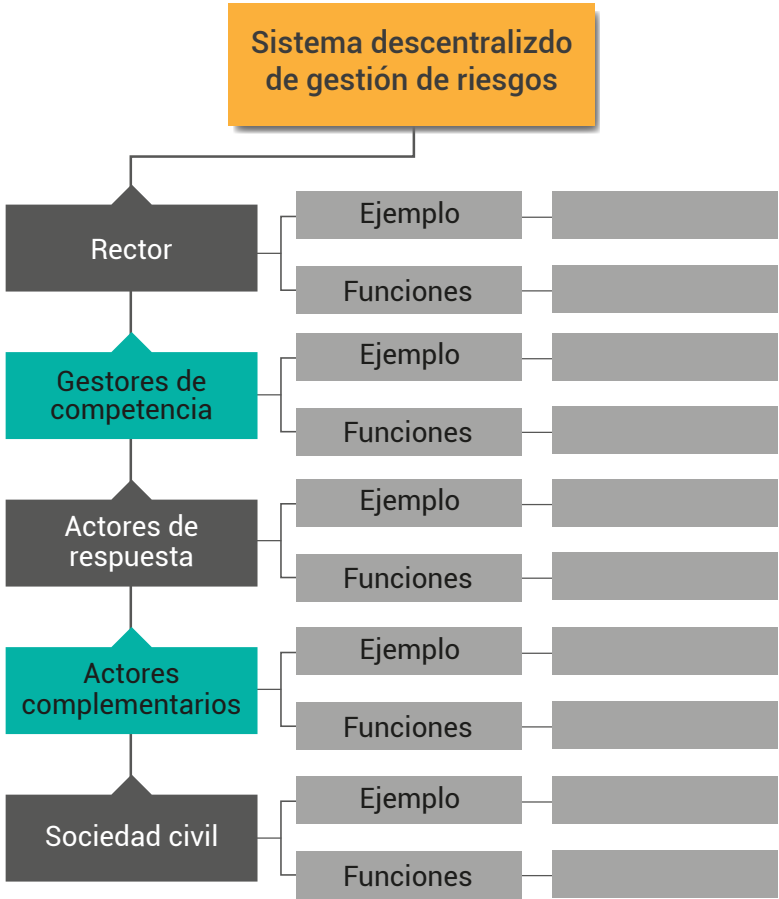 Sistema descentralizdo
de gestión de riesgos
Rector
Ejemplo
Funciones
Gestores de
competencia
Ejemplo
Funciones
Actores de
respuesta
Ejemplo
Funciones
Actores
complementarios
Ejemplo
Funciones
Sociedad civil
Ejemplo
Funciones